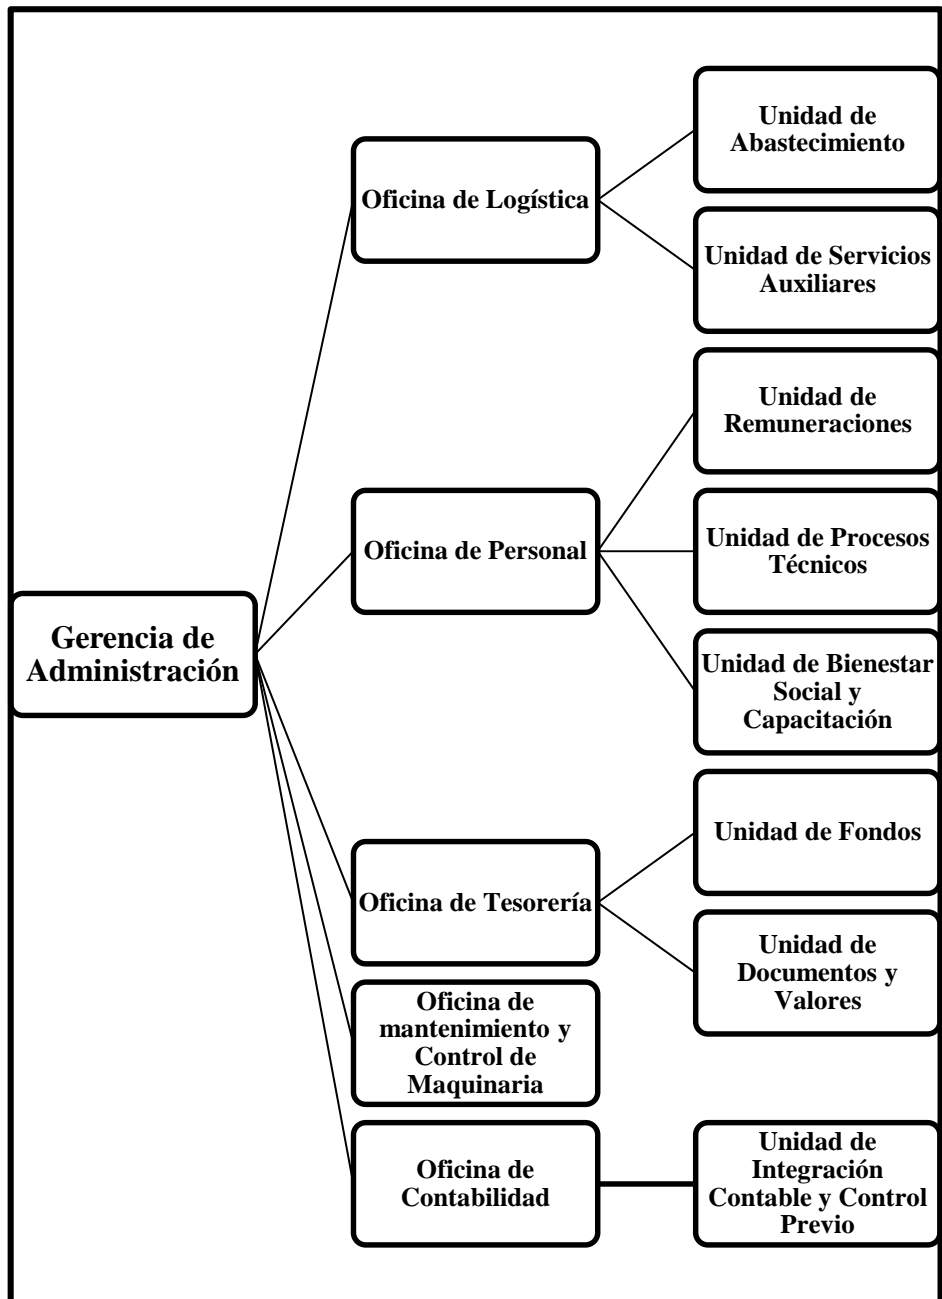 Unidad de
Abastecimiento
Oficina de Logística
Unidad de Servicios
Auxiliares
Unidad de
Remuneraciones
Oficina de Personal
Unidad de Procesos
Técnicos
Gerencia de
Administración
Unidad de Bienestar
Social y
Capacitación
Unidad de Fondos
Oficina de Tesorería
Unidad de
Documentos y
Valores
Oficina de
mantenimiento y
Control de
Maquinaria
Oficina de
Contabilidad
Unidad de
Integración
Contable y Control
Previo